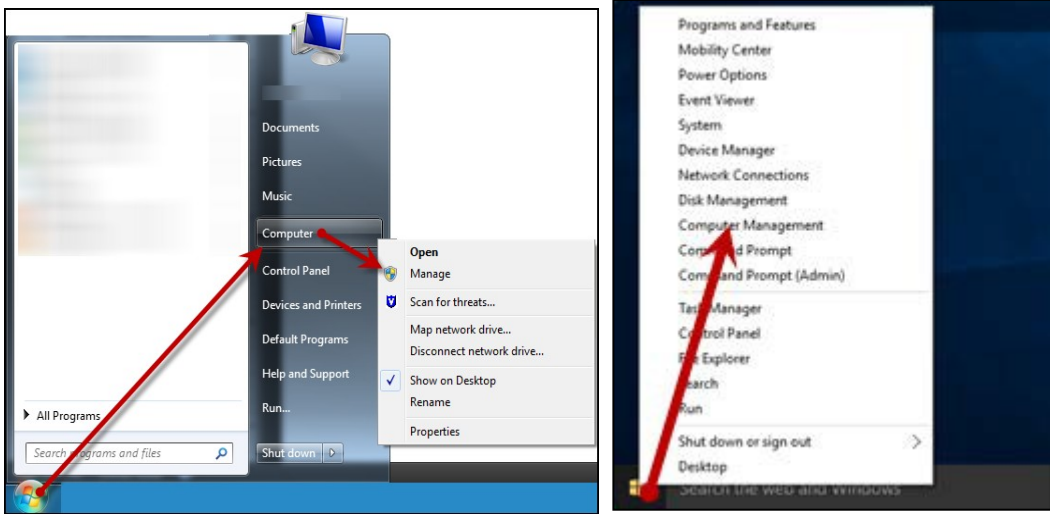 Documents
Pictures
Music
Computer
Control Panel
Devices and Printers
Default Programs
Help and Support
Run...
All Programs
Search programs and files
Shut down
Open
Manage
Scan for threats...
Map network drive...
Disconnect network drive...
Show on Desktop
Rename
Properties
Programs and Features
Mobility Center
Power Options
Event Viewer
System
Device Manager
Network Connections
Disk Management
Computer Management
Command Prompt
Command Prompt (Admin)
Task Manager
Control Panel
File Explorer
Search
Run
Shut down or sign out
Desktop
Search the web and Windows